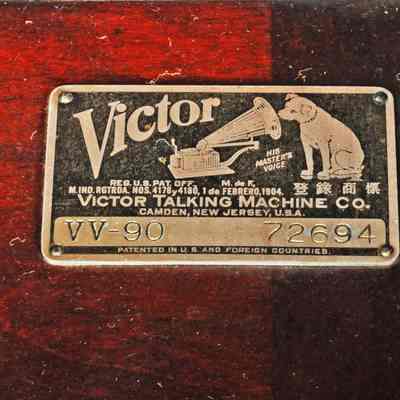 Victor
HIS
MASTER'S
VOICE
REG. U.S. PAT. OFF. M. de F.
M. IND. RGTRDA. NOS. 4176 y 4180, 1 de FEBRERO, 1904. 登錄商標
VICTOR TALKING MACHINE CO.
CAMDEN, NEW JERSEY, U.S.A.
VV-90 72694
PATENTED IN U.S. AND FOREIGN COUNTRIES.